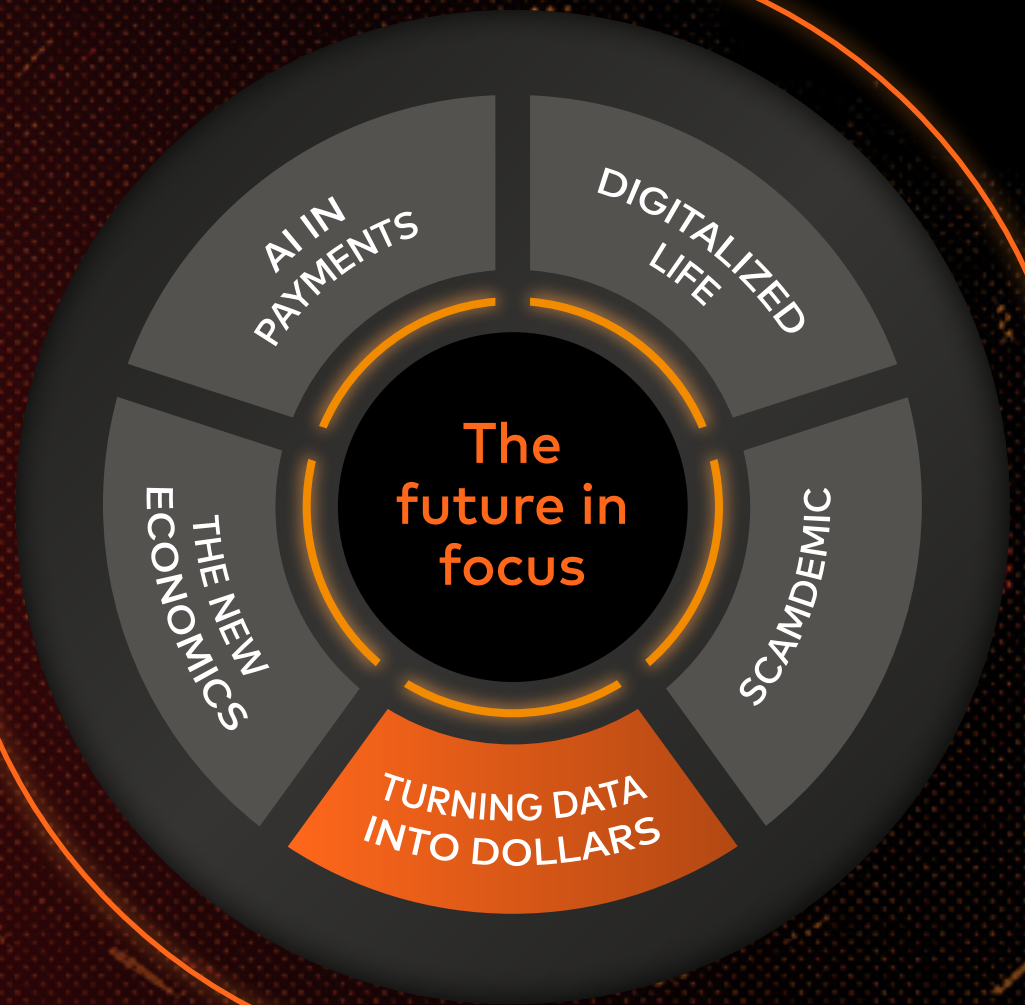 AI IN
PAYMENTS
DIGITALIZED
LIFE
The
future in
focus
THE NEW
ECONOMICS
SCAMDEMIC
TURNING DATA
INTO DOLLARS